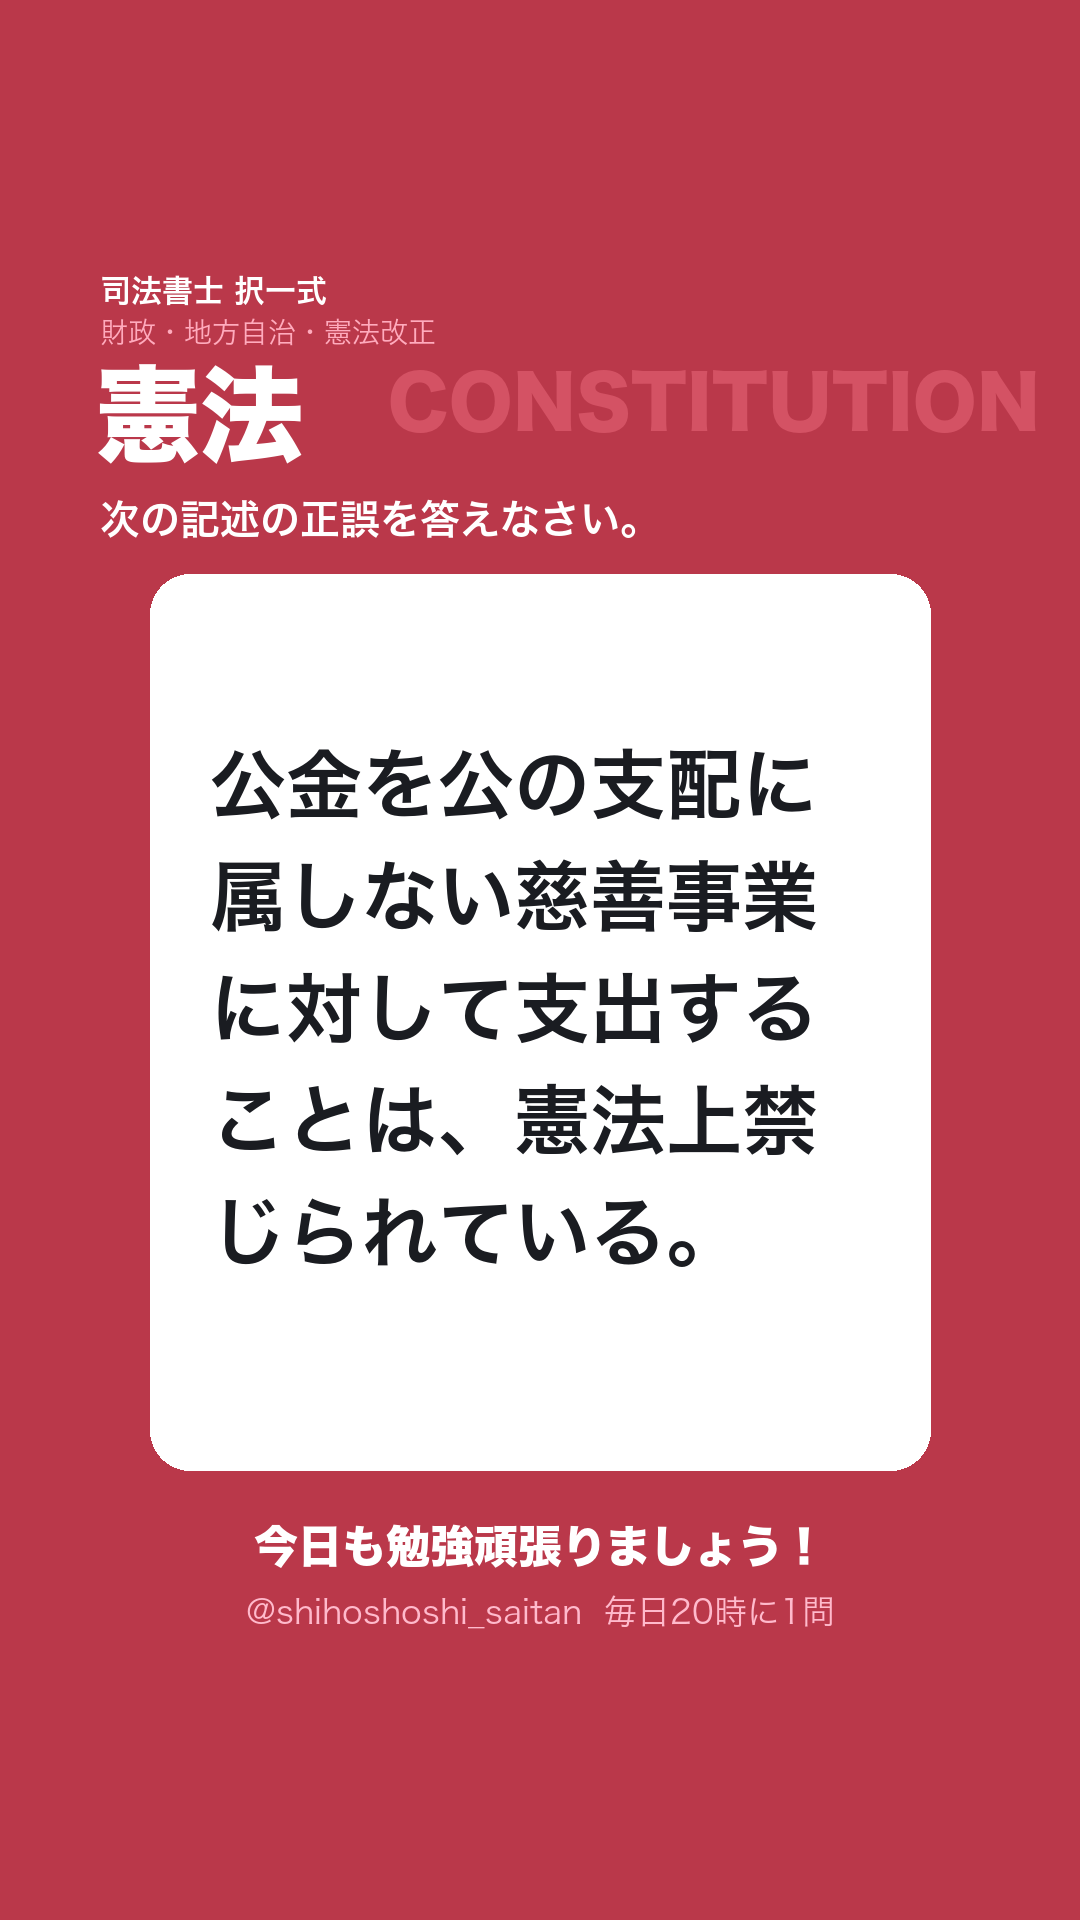 司法書士 択一式
財政・地方自治・憲法改正
憲法 CONSTITUTION
次の記述の正誤を答えなさい。
公金を公の支配に
属しない慈善事業
に対して支出する
ことは、憲法上禁
じられている。
今日も勉強頑張りましょう！
@shihoshoshi_saitan 毎日20時に1問